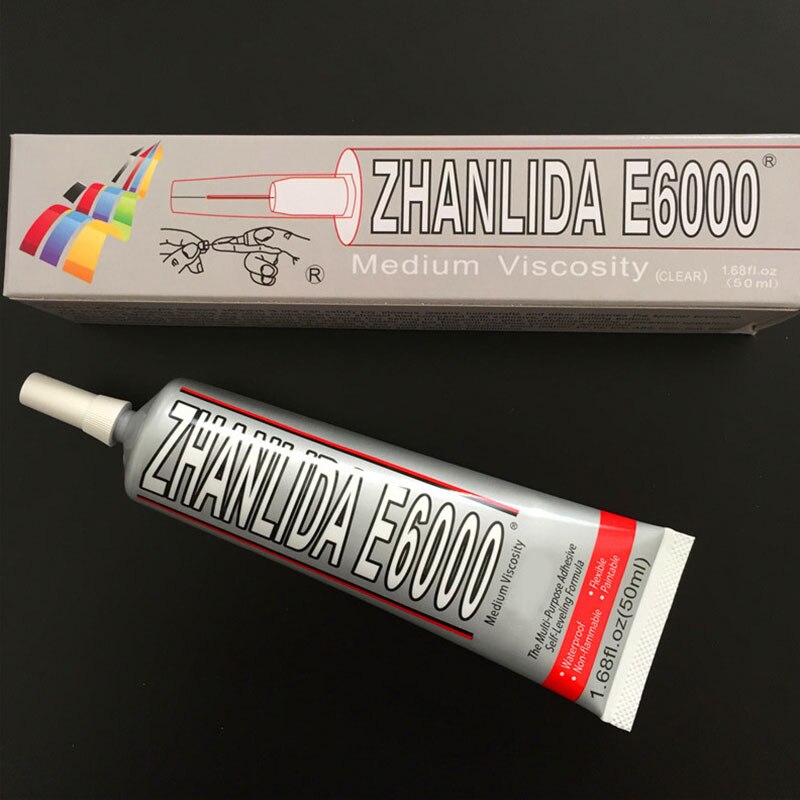 ZHANLIDA E6000®
®
Medium Viscosity (CLEAR) 1.68fl.oz
(50ml)
ZHANLIDA E6000®
Medium Viscosity
The Multi-Purpose Adhesive
Self-Leveling Formula
• Waterproof • Flexible
• Non-flammable • Paintable
1.68fl.oz(50ml)